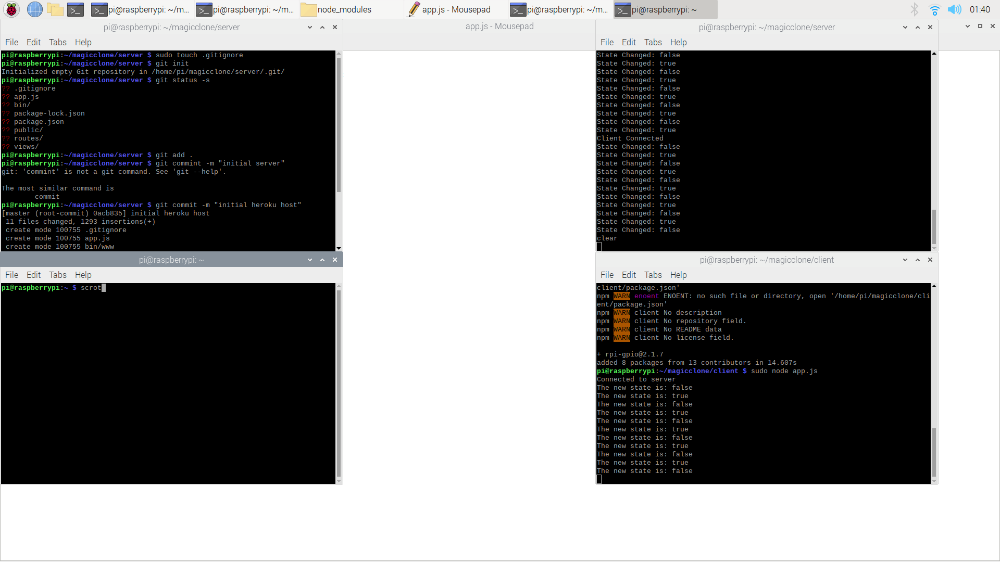 pi@raspberrypi: ~/m...
pi@raspberrypi: ~/m...
node_modules
app.js - Mousepad
pi@raspberrypi: ~/m...
pi@raspberrypi: ~
01:40
pi@raspberrypi: ~/magicclone/server
File Edit Tabs Help
pi@raspberrypi:~/magicclone/server $ sudo touch .gitignore
pi@raspberrypi:~/magicclone/server $ git init
Initialized empty Git repository in /home/pi/magicclone/server/.git/
pi@raspberrypi:~/magicclone/server $ git status -s
?? .gitignore
?? app.js
?? bin/
?? package-lock.json
?? package.json
?? public/
?? routes/
?? views/
pi@raspberrypi:~/magicclone/server $ git add .
pi@raspberrypi:~/magicclone/server $ git commint -m "initial server"
git: 'commint' is not a git command. See 'git --help'.
The most similar command is
commit
pi@raspberrypi:~/magicclone/server $ git commit -m "initial heroku host"
[master (root-commit) 0acb835] initial heroku host
11 files changed, 1293 insertions(+)
create mode 100755 .gitignore
create mode 100755 app.js
create mode 100755 bin/www
app.js - Mousepad
pi@raspberrypi: ~/magicclone/server
File Edit Tabs Help
State Changed: false
State Changed: true
State Changed: false
State Changed: true
State Changed: false
State Changed: true
State Changed: false
State Changed: true
State Changed: false
State Changed: true
Client Connected
State Changed: false
State Changed: true
State Changed: false
State Changed: true
State Changed: false
State Changed: true
State Changed: false
State Changed: true
State Changed: false
State Changed: true
State Changed: false
clear
pi@raspberrypi: ~
File Edit Tabs Help
pi@raspberrypi:~ $ scrot
pi@raspberrypi: ~/magicclone/client
File Edit Tabs Help
client/package.json'
npm WARN enoent ENOENT: no such file or directory, open '/home/pi/magicclone/cli
ent/package.json'
npm WARN client No description
npm WARN client No repository field.
npm WARN client No README data
npm WARN client No license field.
+ rpi-gpio@2.1.7
added 8 packages from 13 contributors in 14.607s
pi@raspberrypi:~/magicclone/client $ sudo node app.js
Connected to server
The new state is: false
The new state is: true
The new state is: false
The new state is: true
The new state is: false
The new state is: true
The new state is: false
The new state is: true
The new state is: false
The new state is: true
The new state is: false